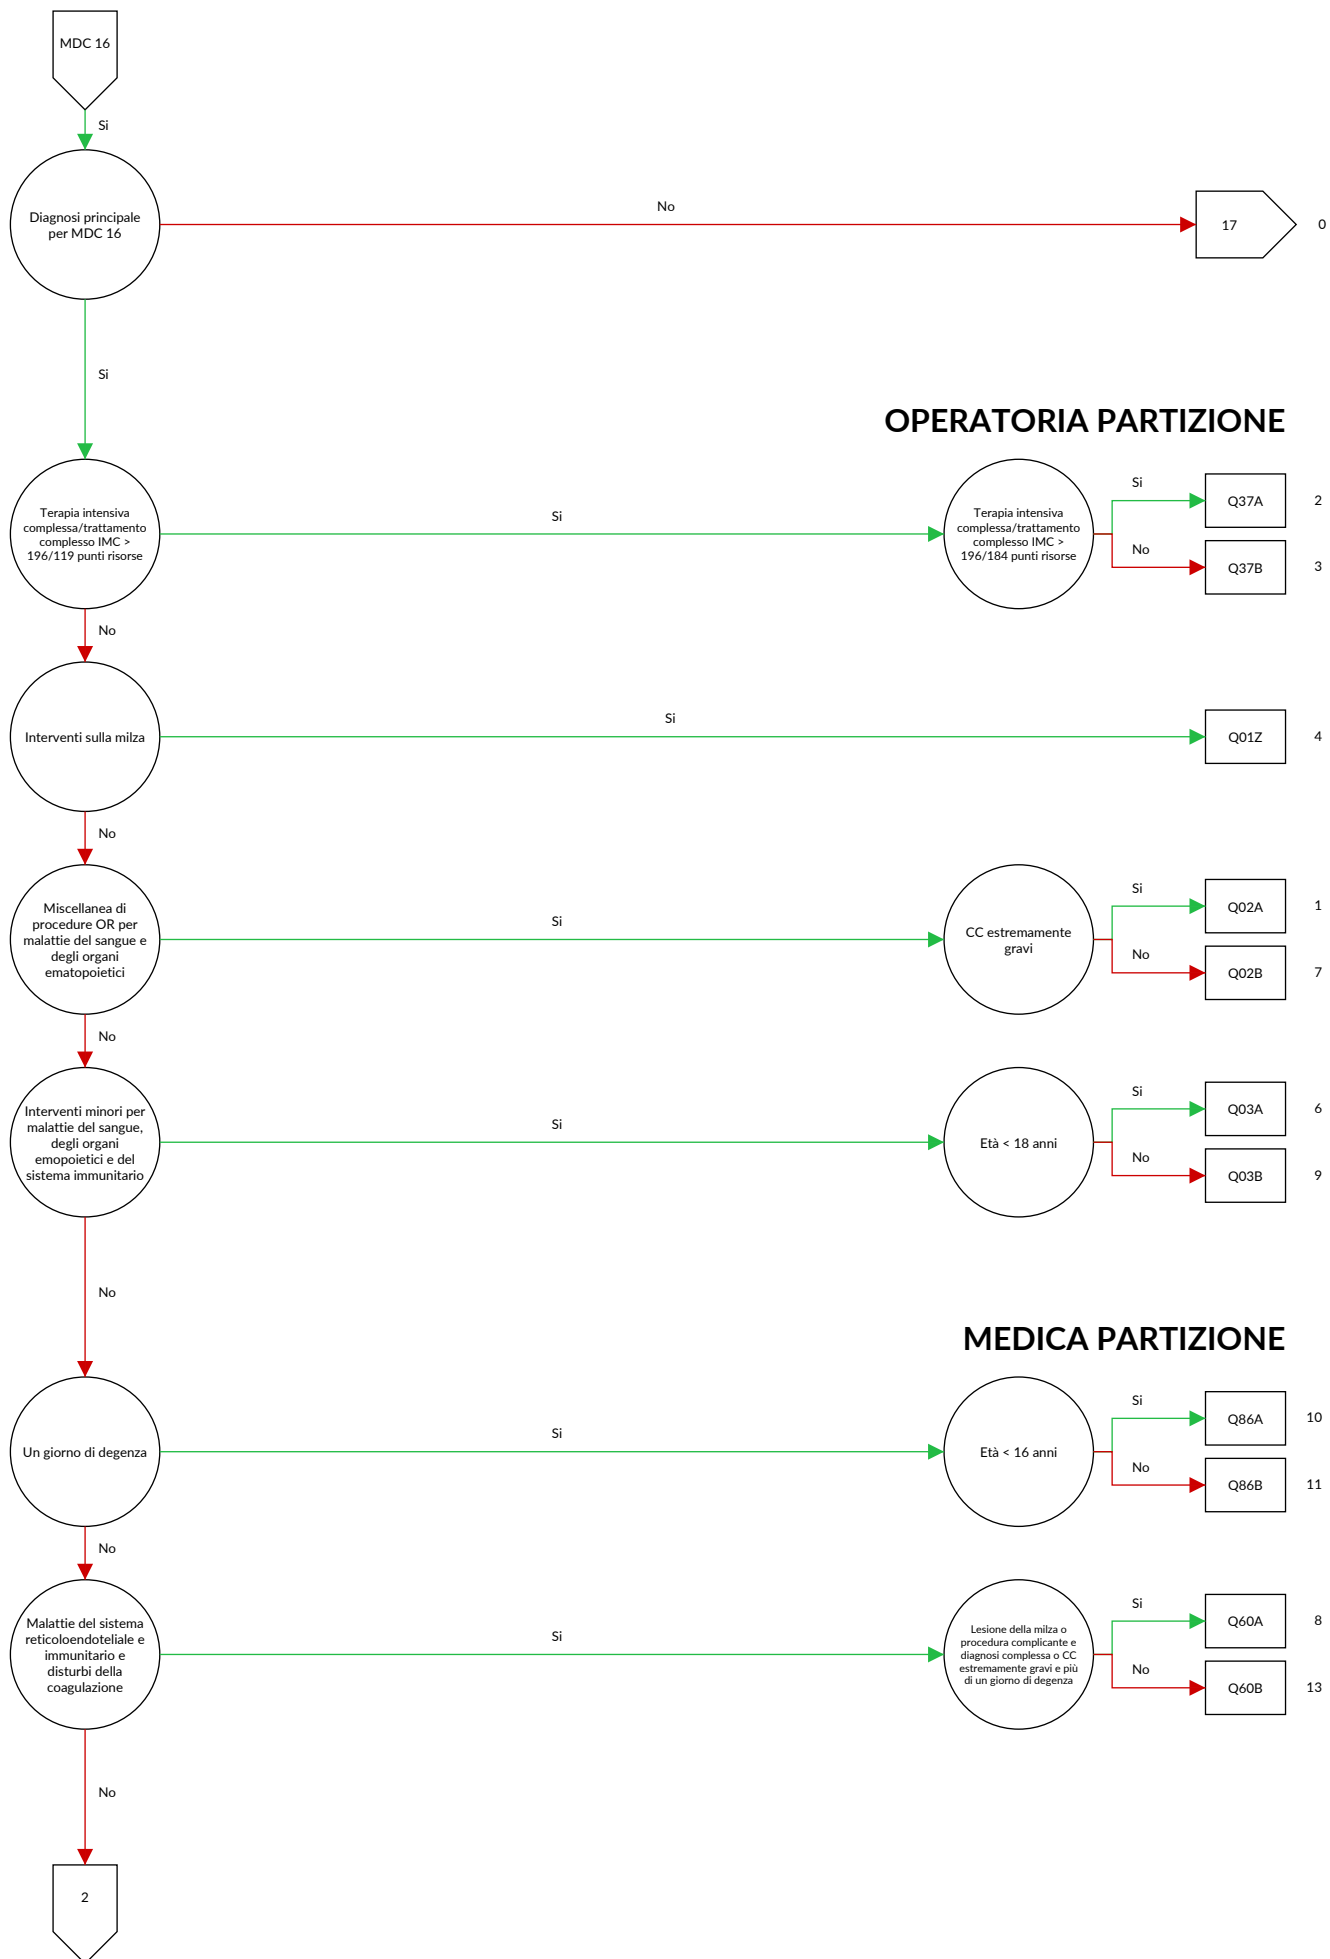 MDC 16
Si
Diagnosi principale
per MDC 16
No
17
0
Si
OPERATORIA PARTIZIONE
Terapia intensiva
complessa/trattamento
complesso IMC >
196/119 punti risorse
Si
Terapia intensiva
complessa/trattamento
complesso IMC >
196/184 punti risorse
Si
Q37A
2
No
Q37B
3
No
Interventi sulla milza
Si
Q01Z
4
No
Miscellanea di
procedure OR per
malattie del sangue e
degli organi
ematopoietici
Si
CC estremamente
gravi
Si
Q02A
1
No
Q02B
7
No
Interventi minori per
malattie del sangue,
degli organi
emopoietici e del
sistema immunitario
Si
Età < 18 anni
Si
Q03A
6
No
Q03B
9
No
MEDICA PARTIZIONE
Un giorno di degenza
Si
Età < 16 anni
Si
Q86A
10
No
Q86B
11
No
Malattie del sistema
reticoloendoteliale e
immunitario e
disturbi della
coagulazione
Si
Lesione della milza o
procedura complicante e
diagnosi complessa o CC
estremamente gravi e più
di un giorno di degenza
Si
Q60A
8
No
Q60B
13
No
2